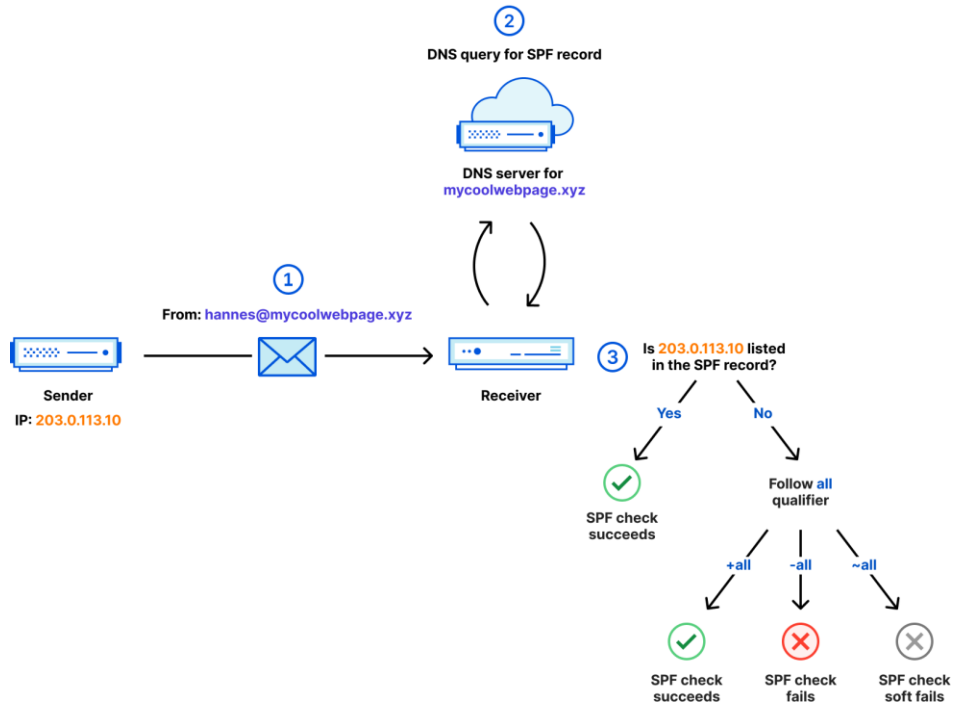 2
DNS query for SPF record
DNS server for
mycoolwebpage.xyz
1
From: hannes@mycoolwebpage.xyz
Sender
IP: 203.0.113.10
Receiver
3
Is 203.0.113.10 listed
in the SPF record?
Yes
No
SPF check
succeeds
Follow all
qualifier
+all
-all
~all
SPF check
succeeds
SPF check
fails
SPF check
soft fails